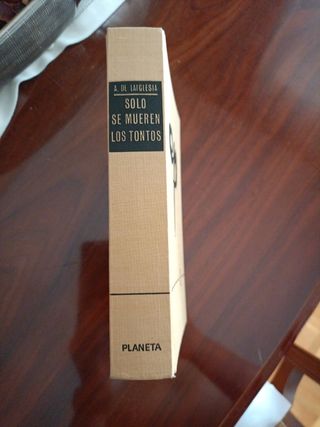 A. DE LAIGLESIA
SOLO
SE MUEREN
LOS TONTOS
PLANETA